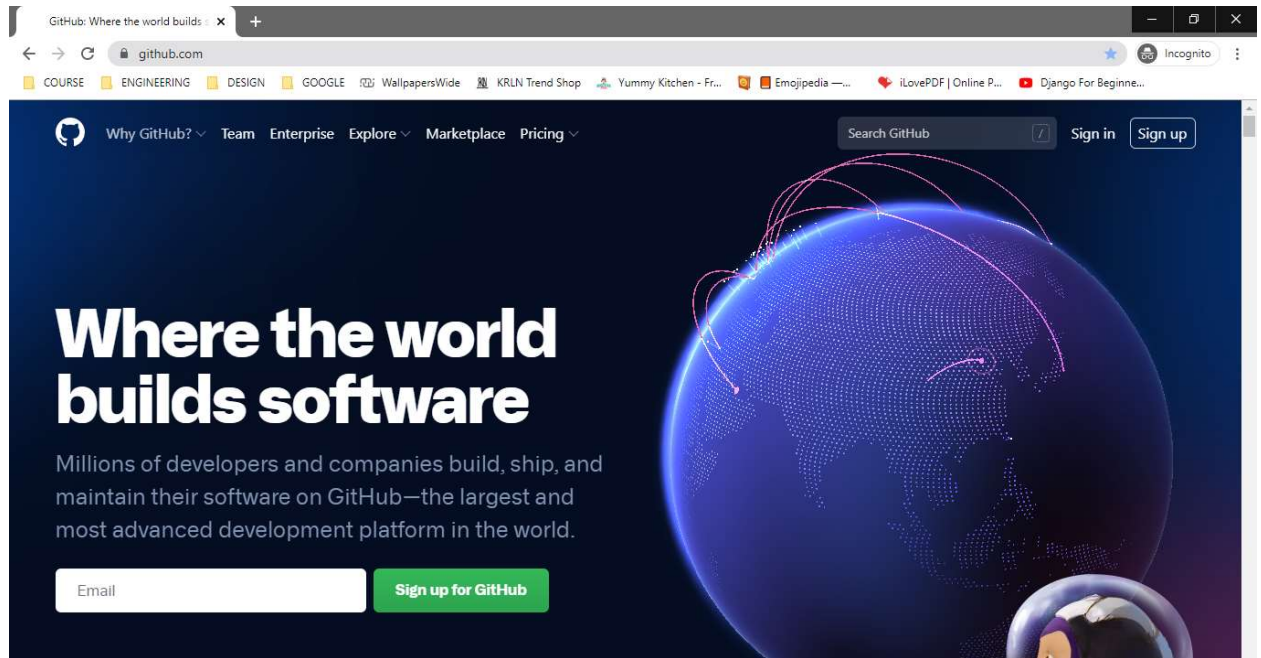 GitHub: Where the world builds s
github.com
Incognito
COURSE ENGINEERING DESIGN GOOGLE WallpapersWide KRLN Trend Shop Yummy Kitchen - Fr... Emojipedia —... iLovePDF | Online P... Django For Beginne...
Why GitHub? Team Enterprise Explore Marketplace Pricing Search GitHub / Sign in Sign up
Where the world
builds software
Millions of developers and companies build, ship, and
maintain their software on GitHub—the largest and
most advanced development platform in the world.
Email Sign up for GitHub